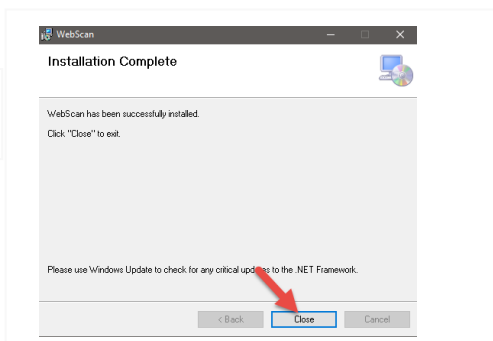 WebScan
Installation Complete
WebScan has been successfully installed.
Click "Close" to exit.
Please use Windows Update to check for any critical updates to the .NET Framework.
< Back Close Cancel